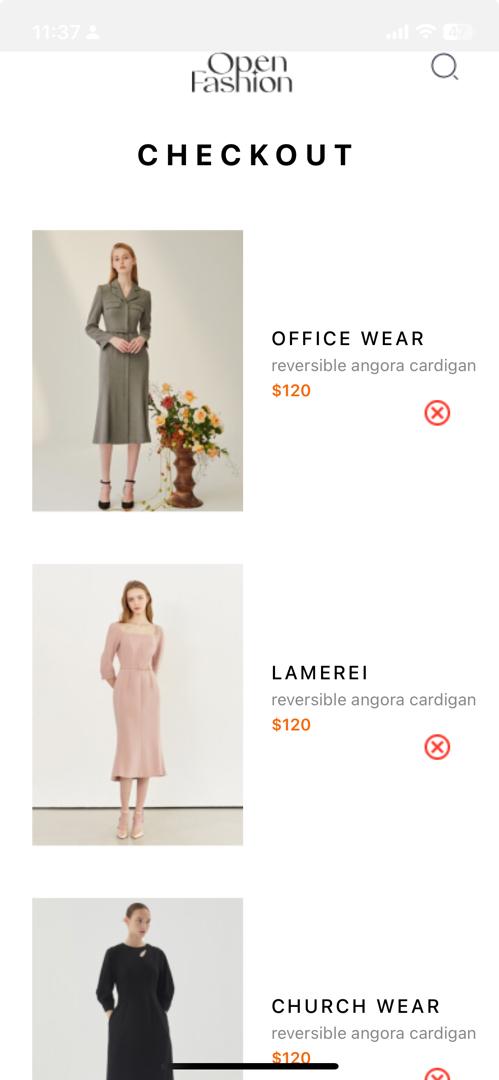 11:37
47
Open
Fashion
CHECKOUT
OFFICE WEAR
reversible angora cardigan
$120
LAMEREI
reversible angora cardigan
$120
CHURCH WEAR
reversible angora cardigan
$120